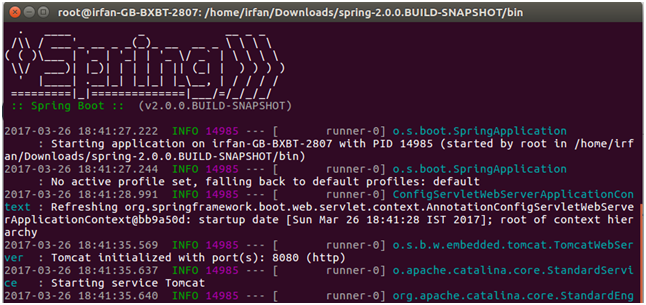 root@irfan-GB-BXBT-2807: /home/irfan/Downloads/spring-2.0.0.BUILD-SNAPSHOT/bin
  .   ____          _            __ _ _
 /\\ / ___'_ __ _ _(_)_ __  __ _ \ \ \ \
( ( )\___ | '_ | '_| | '_ \/ _` | \ \ \ \
 \\/  ___)| |_)| | | | | || (_| |  ) ) ) )
  '  |____| .__|_| |_|_| |_\__, | / / / /
 =========|_|==============|___/=/_/_/_/
 :: Spring Boot ::  (v2.0.0.BUILD-SNAPSHOT)
2017-03-26 18:41:27.222  INFO 14985 --- [       runner-0] o.s.boot.SpringApplication
     : Starting application on irfan-GB-BXBT-2807 with PID 14985 (started by root in /home/irf
an/Downloads/spring-2.0.0.BUILD-SNAPSHOT/bin)
2017-03-26 18:41:27.244  INFO 14985 --- [       runner-0] o.s.boot.SpringApplication
     : No active profile set, falling back to default profiles: default
2017-03-26 18:41:28.991  INFO 14985 --- [       runner-0] ConfigServletWebServerApplicationCon
text : Refreshing org.springframework.boot.web.servlet.context.AnnotationConfigServletWebServe
rApplicationContext@bb9a50d: startup date [Sun Mar 26 18:41:28 IST 2017]; root of context hier
archy
2017-03-26 18:41:35.569  INFO 14985 --- [       runner-0] o.s.b.w.embedded.tomcat.TomcatWebSer
ver  : Tomcat initialized with port(s): 8080 (http)
2017-03-26 18:41:35.637  INFO 14985 --- [       runner-0] o.apache.catalina.core.StandardServi
ce   : Starting service Tomcat
2017-03-26 18:41:35.640  INFO 14985 --- [       runner-0] org.apache.catalina.core.StandardEng